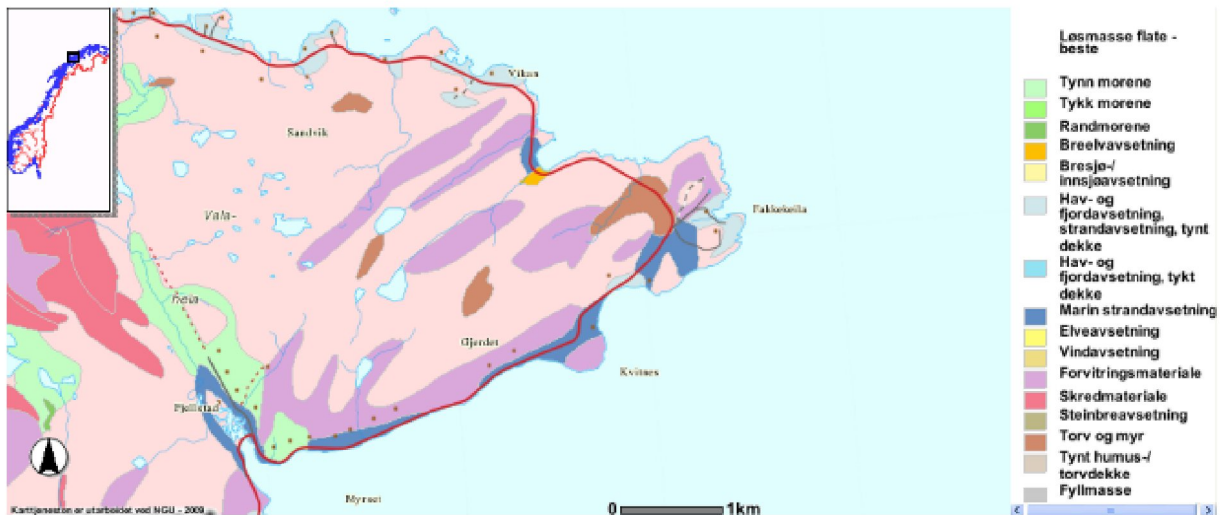 Vikan
Sandvik
Vala-
Fakkekeila
heia
Gjerdet
Kvitnes
Fjellstad
Myrset
Karttjenesten er utarbeidet ved NGU - 2009
0 1km
Løsmasse flate -
beste
Tynn morene
Tykk morene
Randmorene
Breelvavsetning
Bresjø-/
innsjøavsetning
Hav- og
fjordavsetning,
strandavsetning, tynt
dekke
Hav- og
fjordavsetning, tykt
dekke
Marin strandavsetning
Elveavsetning
Vindavsetning
Forvitringsmateriale
Skredmateriale
Steinbreavsetning
Torv og myr
Tynt humus-/
torvdekke
Fyllmasse